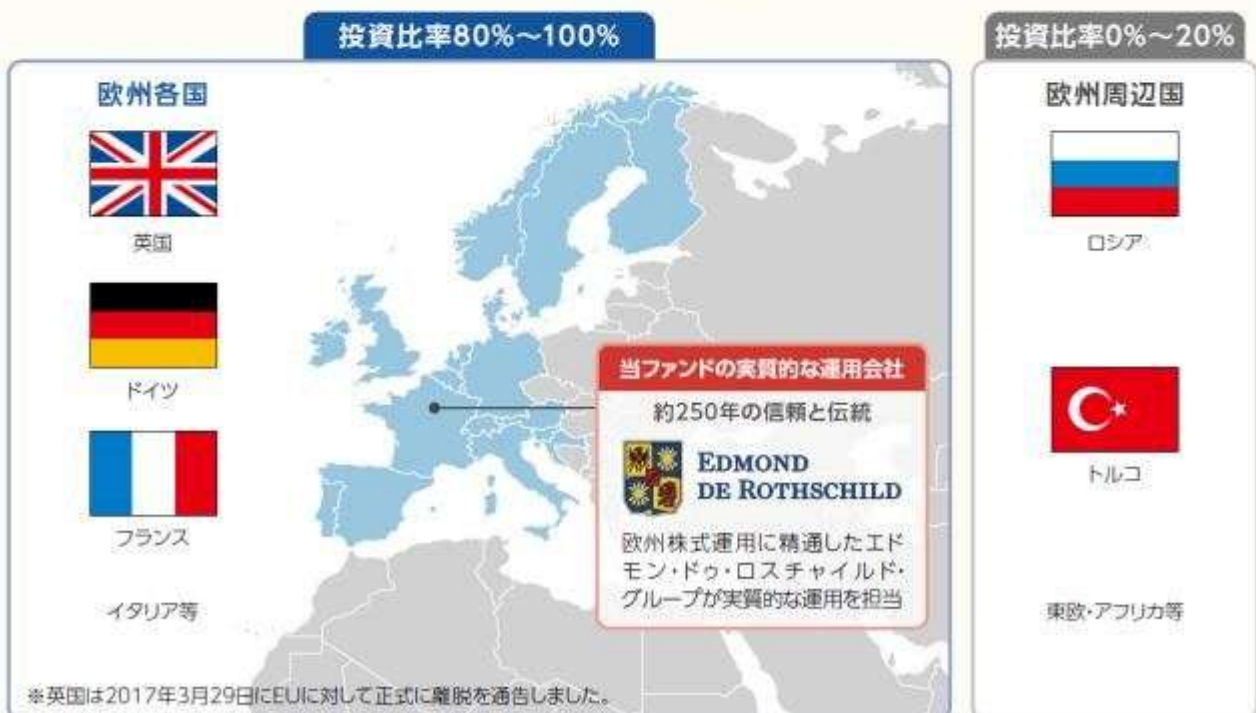 投資比率80%～100%
欧州各国
英国
ドイツ
フランス
イタリア等
当ファンドの実質的な運用会社
約250年の信頼と伝統
EDMOND
DE ROTHSCHILD
欧州株式運用に精通したエド
モン・ドゥ・ロスチャイルド・
グループが実質的な運用を担当
※英国は2017年3月29日にEUに対して正式に離脱を通告しました。
投資比率0%～20%
欧州周辺国
ロシア
トルコ
東欧・アフリカ等